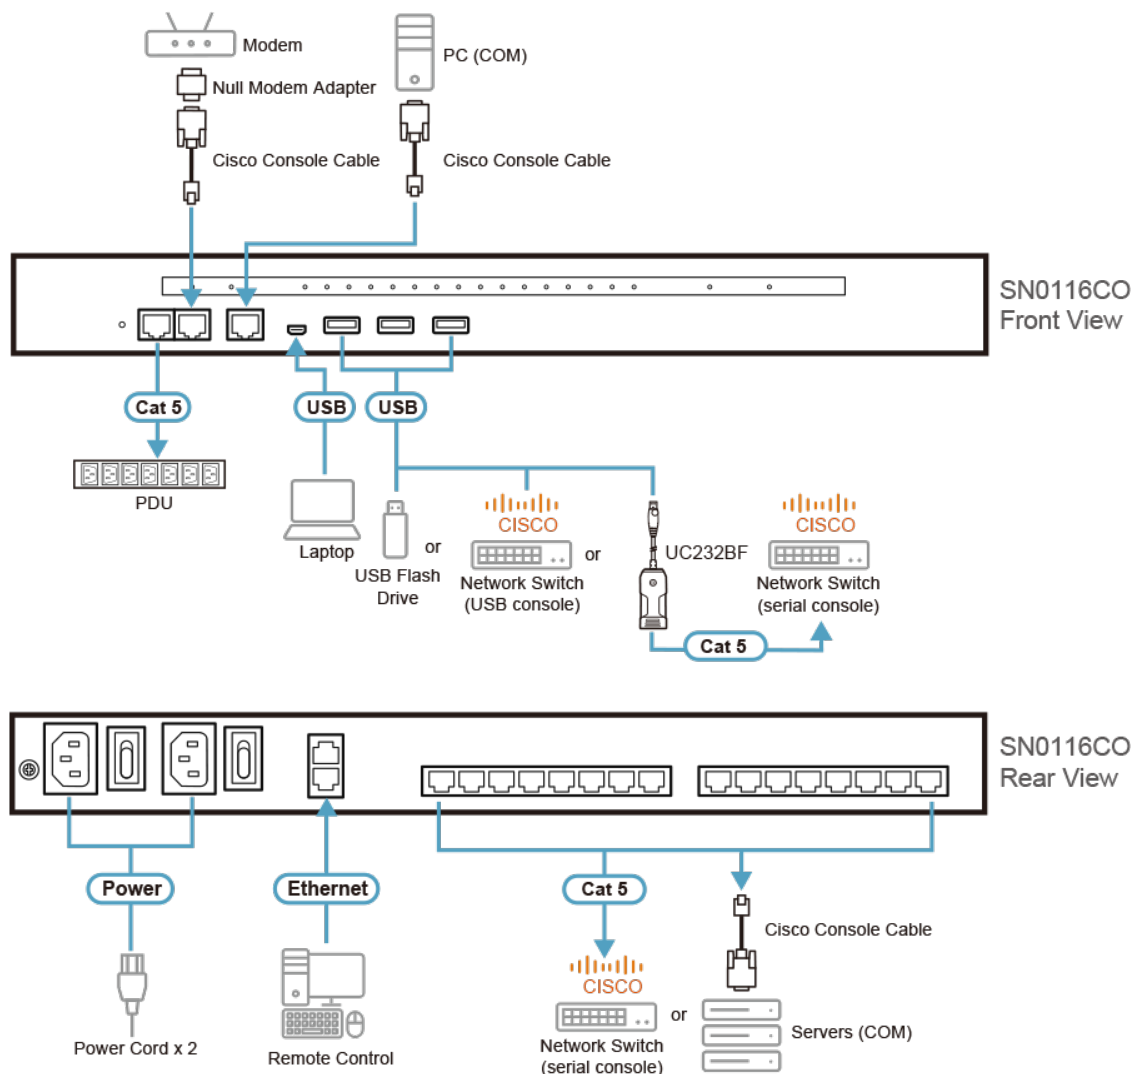 Modem
PC (COM)
Null Modem Adapter
Cisco Console Cable
Cisco Console Cable
SN0116CO
Front View
Cat 5
USB
USB
PDU
Laptop
USB Flash
Drive
or
CISCO
Network Switch
(USB console)
or
UC232BF
CISCO
Network Switch
(serial console)
Cat 5
SN0116CO
Rear View
Power
Ethernet
Cat 5
Cisco Console Cable
Power Cord x 2
Remote Control
CISCO
Network Switch
(serial console)
or
Servers (COM)